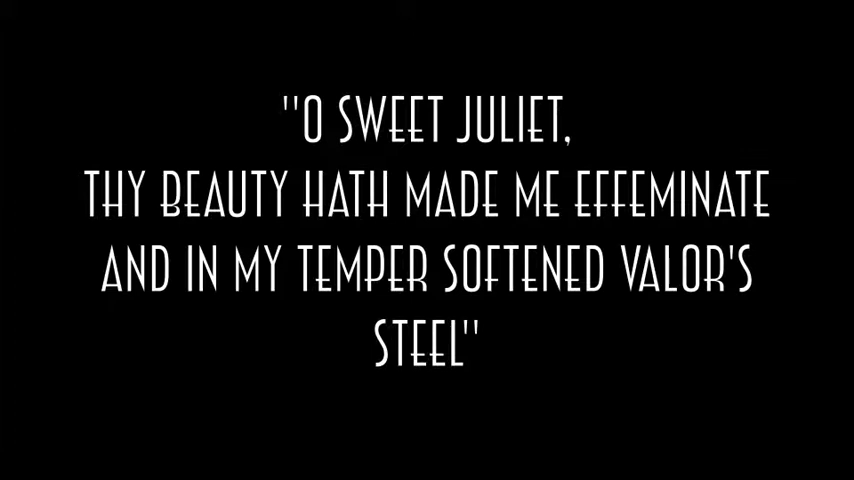 "O SWEET JULIET,
THY BEAUTY HATH MADE ME EFFEMINATE
AND IN MY TEMPER SOFTENED VALOR'S
STEEL"